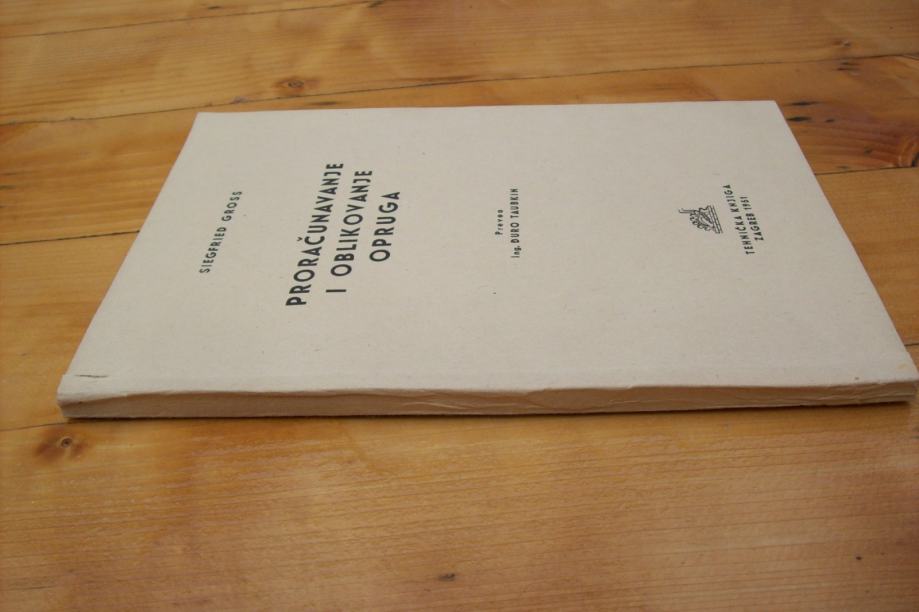 SIEGFRIED GROSS
PRORAČUNAVANJE
I OBLIKOVANJE
OPRUGA
Preveo
ing. ĐURO TAUBKIN
TEHNIČKA KNJIGA
ZAGREB 1951